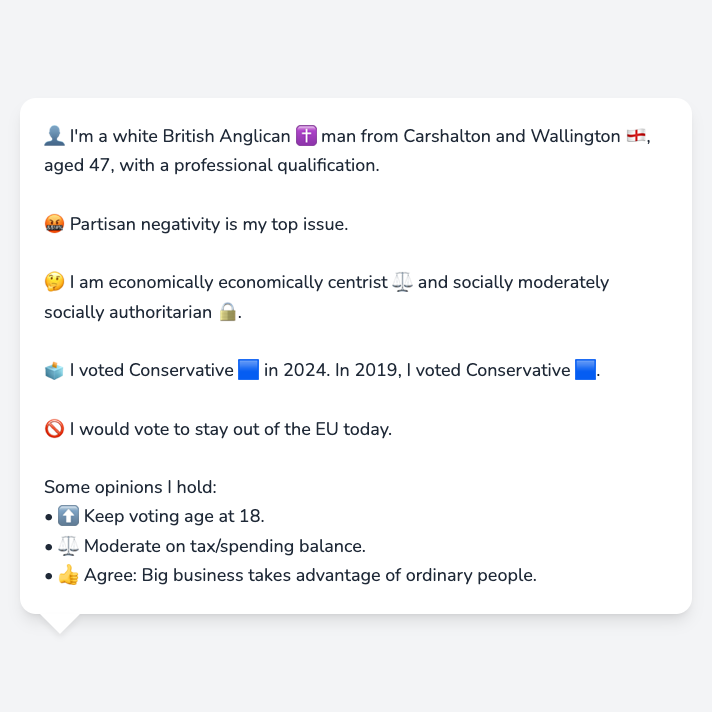 👤 I'm a white British Anglican ✝️ man from Carshalton and Wallington 🏴󠁧󠁢󠁥󠁮󠁧󠁿,
aged 47, with a professional qualification.
🤬 Partisan negativity is my top issue.
🤔 I am economically economically centrist ⚖️ and socially moderately
socially authoritarian 🔒.
🗳️ I voted Conservative 🟦 in 2024. In 2019, I voted Conservative 🟦.
🚫 I would vote to stay out of the EU today.
Some opinions I hold:
• ⬆️ Keep voting age at 18.
• ⚖️ Moderate on tax/spending balance.
• 👍 Agree: Big business takes advantage of ordinary people.